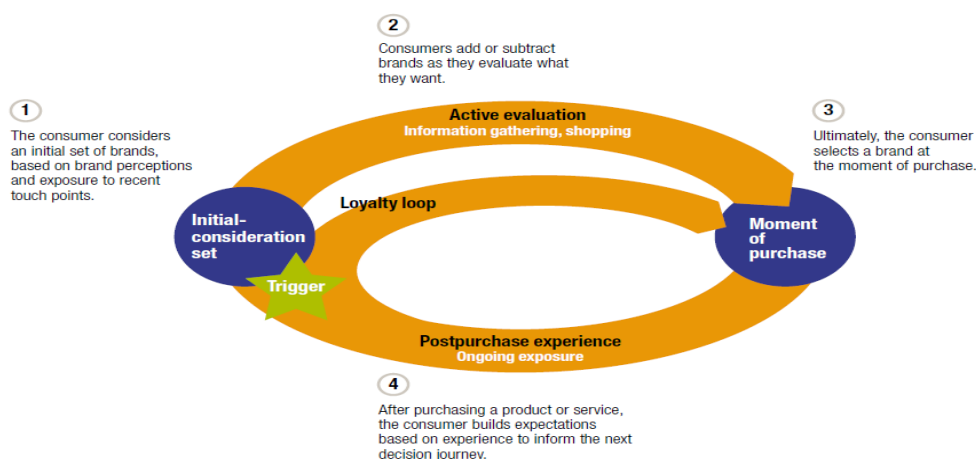 2
Consumers add or subtract
brands as they evaluate what
they want.
1
The consumer considers
an initial set of brands,
based on brand perceptions
and exposure to recent
touch points.
3
Ultimately, the consumer
selects a brand at
the moment of purchase.
Active evaluation
Information gathering, shopping
Loyalty loop
Initial-
consideration
set
Trigger
Moment
of
purchase
Postpurchase experience
Ongoing exposure
4
After purchasing a product or service,
the consumer builds expectations
based on experience to inform the next
decision journey.